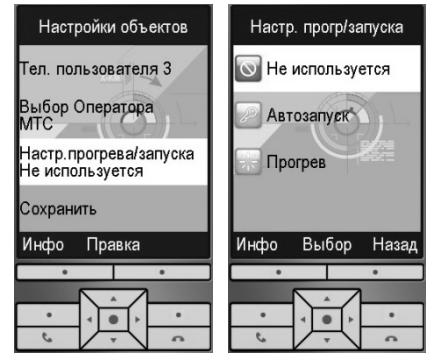 Настройки объектов
Тел. пользователя 3
Выбор Оператора
МТС
Настр.прогрева/запуска
Не используется
Сохранить
Инфо Правка
Настр. прогр/запуска
Не используется
Автозапуск
Прогрев
Инфо Выбор Назад